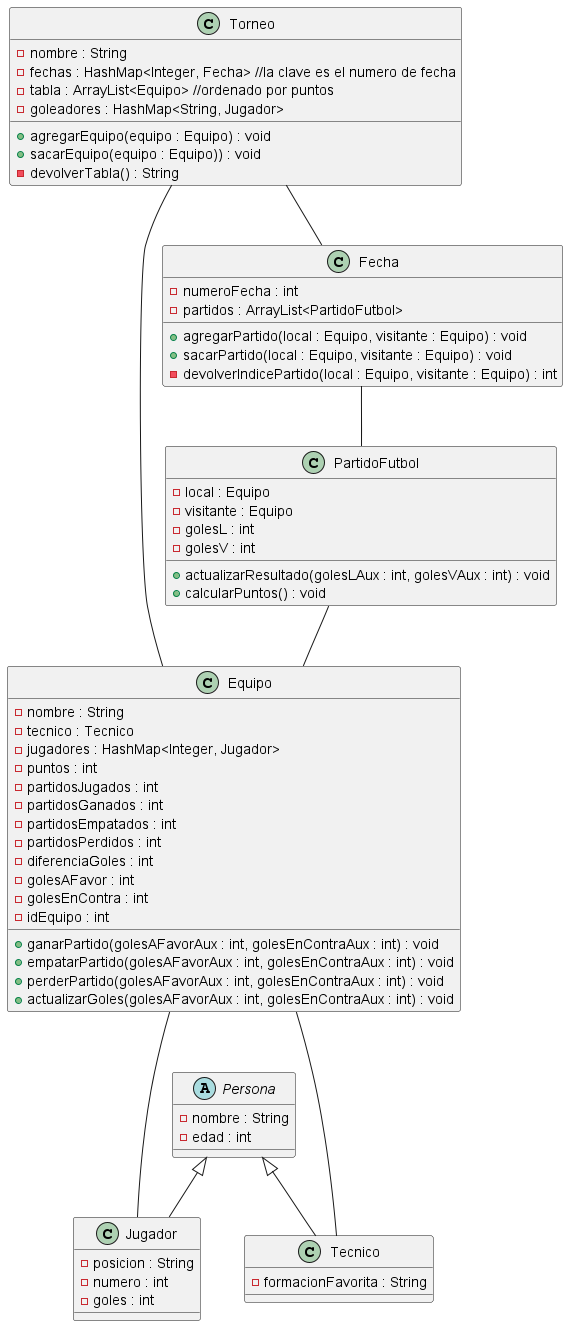 C Torneo
nombre : String
fechas : HashMap<Integer, Fecha> //la clave es el numero de fecha
tabla : ArrayList<Equipo> //ordenado por puntos
goleadores : HashMap<String, Jugador>
agregarEquipo(equipo : Equipo) : void
sacarEquipo(equipo : Equipo)) : void
devolverTabla() : String
C Fecha
numeroFecha : int
partidos : ArrayList<PartidoFutbol>
agregarPartido(local : Equipo, visitante : Equipo) : void
sacarPartido(local : Equipo, visitante : Equipo) : void
devolverIndicePartido(local : Equipo, visitante : Equipo) : int
C PartidoFutbol
local : Equipo
visitante : Equipo
golesL : int
golesV : int
actualizarResultado(golesLAux : int, golesVAux : int) : void
calcularPuntos() : void
C Equipo
nombre : String
tecnico : Tecnico
jugadores : HashMap<Integer, Jugador>
puntos : int
partidosJugados : int
partidosGanados : int
partidosEmpatados : int
partidosPerdidos : int
diferenciaGoles : int
golesAFavor : int
golesEnContra : int
idEquipo : int
ganarPartido(golesAFavorAux : int, golesEnContraAux : int) : void
empatarPartido(golesAFavorAux : int, golesEnContraAux : int) : void
perderPartido(golesAFavorAux : int, golesEnContraAux : int) : void
actualizarGoles(golesAFavorAux : int, golesEnContraAux : int) : void
A Persona
nombre : String
edad : int
C Jugador
posicion : String
numero : int
goles : int
C Tecnico
formacionFavorita : String